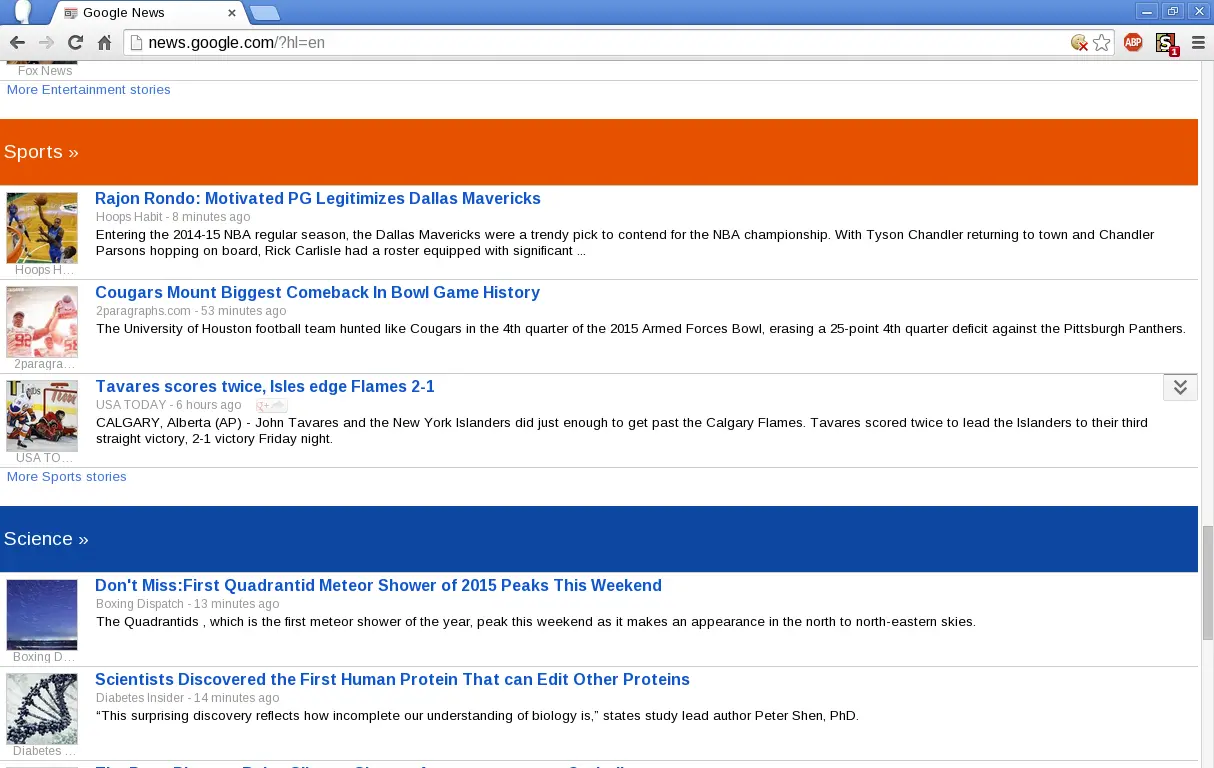 Google News
news.google.com/?hl=en
ABP
S
1
Fox News
More Entertainment stories
Sports »
Rajon Rondo: Motivated PG Legitimizes Dallas Mavericks
Hoops Habit - 8 minutes ago
Entering the 2014-15 NBA regular season, the Dallas Mavericks were a trendy pick to contend for the NBA championship. With Tyson Chandler returning to town and Chandler
Parsons hopping on board, Rick Carlisle had a roster equipped with significant ...
Hoops H…
Cougars Mount Biggest Comeback In Bowl Game History
2paragraphs.com - 53 minutes ago
The University of Houston football team hunted like Cougars in the 4th quarter of the 2015 Armed Forces Bowl, erasing a 25-point 4th quarter deficit against the Pittsburgh Panthers.
2paragra…
Tavares scores twice, Isles edge Flames 2-1
USA TODAY - 6 hours ago
CALGARY, Alberta (AP) - John Tavares and the New York Islanders did just enough to get past the Calgary Flames. Tavares scored twice to lead the Islanders to their third
straight victory, 2-1 victory Friday night.
USA TO…
More Sports stories
Science »
Don't Miss:First Quadrantid Meteor Shower of 2015 Peaks This Weekend
Boxing Dispatch - 13 minutes ago
The Quadrantids , which is the first meteor shower of the year, peak this weekend as it makes an appearance in the north to north-eastern skies.
Boxing D…
Scientists Discovered the First Human Protein That can Edit Other Proteins
Diabetes Insider - 14 minutes ago
“This surprising discovery reflects how incomplete our understanding of biology is,” states study lead author Peter Shen, PhD.
Diabetes …